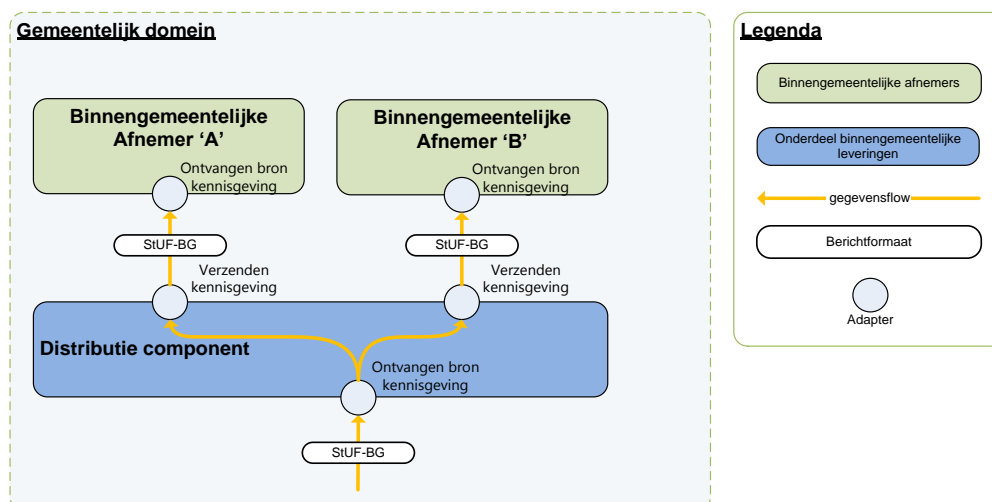 Gemeentelijk domein
Binnengemeentelijke
Afnemer ‘A’
Ontvangen bron
kennisgeving
Binnengemeentelijke
Afnemer ‘B’
Ontvangen bron
kennisgeving
StUF-BG
StUF-BG
Verzenden
kennisgeving
Verzenden
kennisgeving
Distributie component
Ontvangen bron
kennisgeving
StUF-BG
Legenda
Binnengemeentelijke afnemers
Onderdeel binnengemeentelijke
leveringen
gegevensflow
Berichtformaat
Adapter